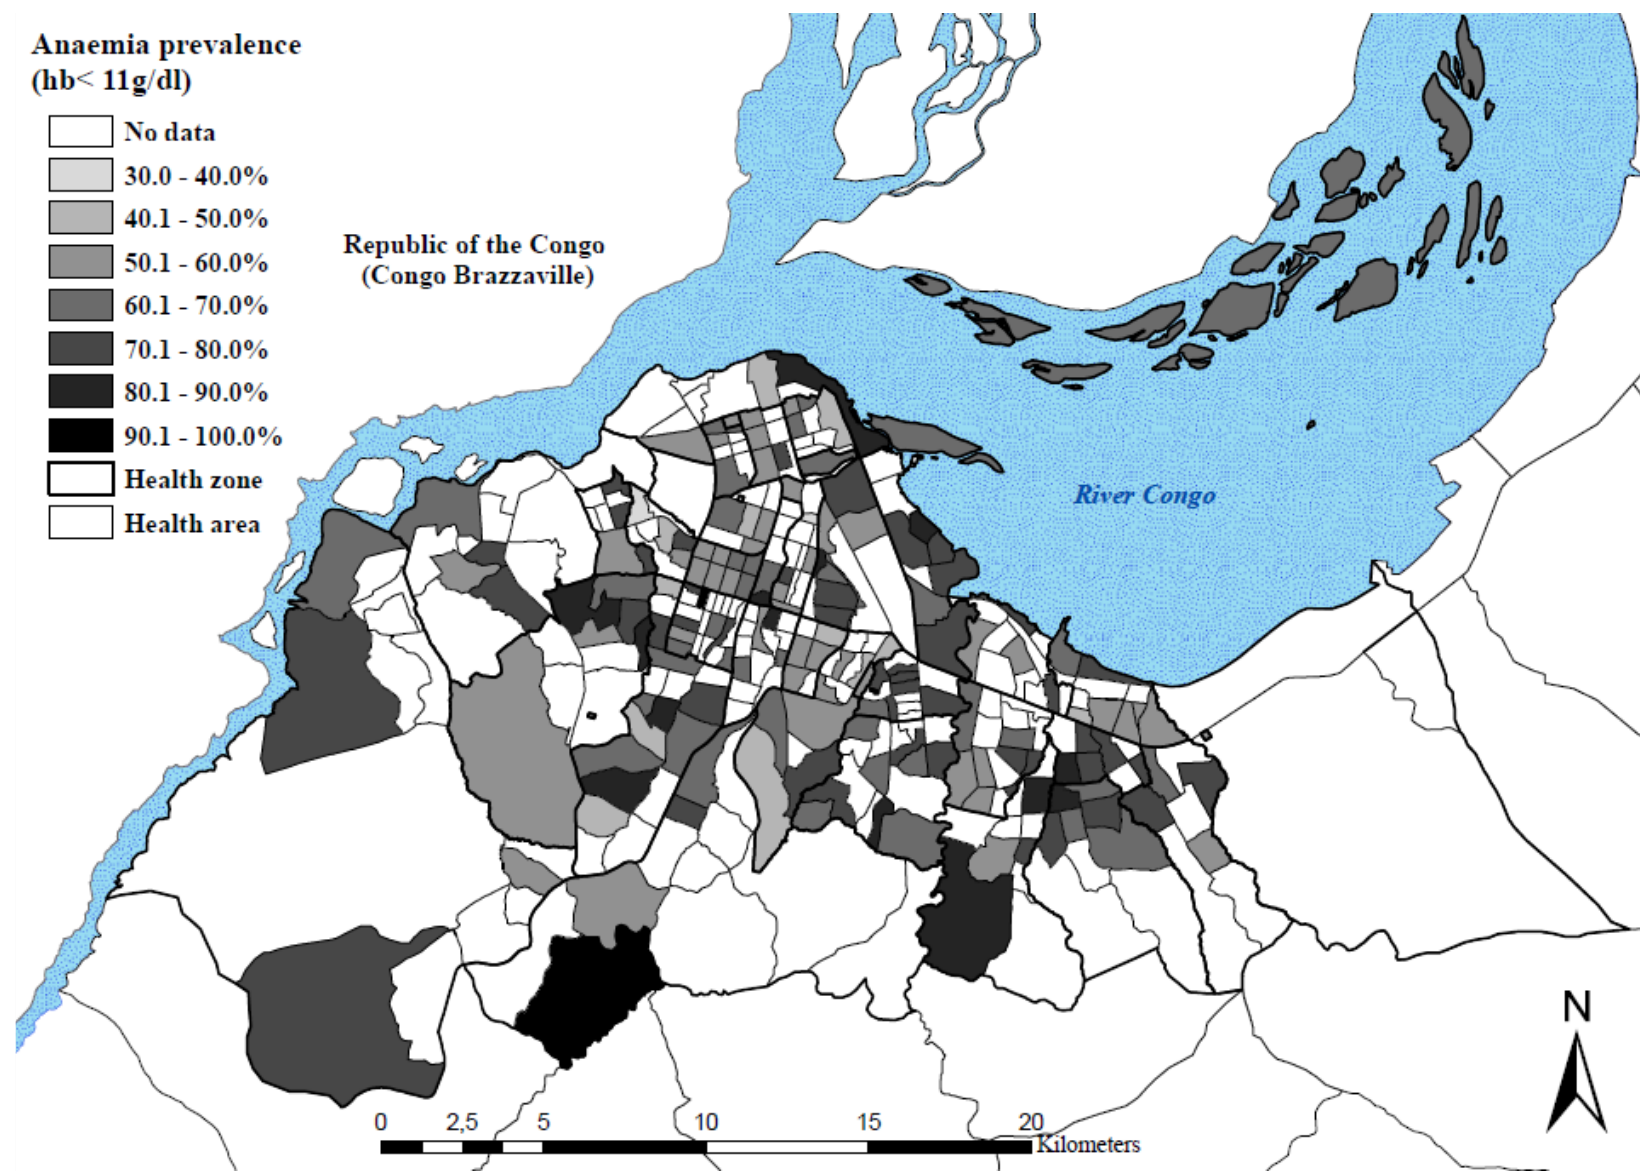 Anaemia prevalence
(hb< 11g/dl)
No data
30.0 - 40.0%
40.1 - 50.0%
50.1 - 60.0%
60.1 - 70.0%
70.1 - 80.0%
80.1 - 90.0%
90.1 - 100.0%
Health zone
Health area
Republic of the Congo
(Congo Brazzaville)
River Congo
N
0 2,5 5 10 15 20
Kilometers